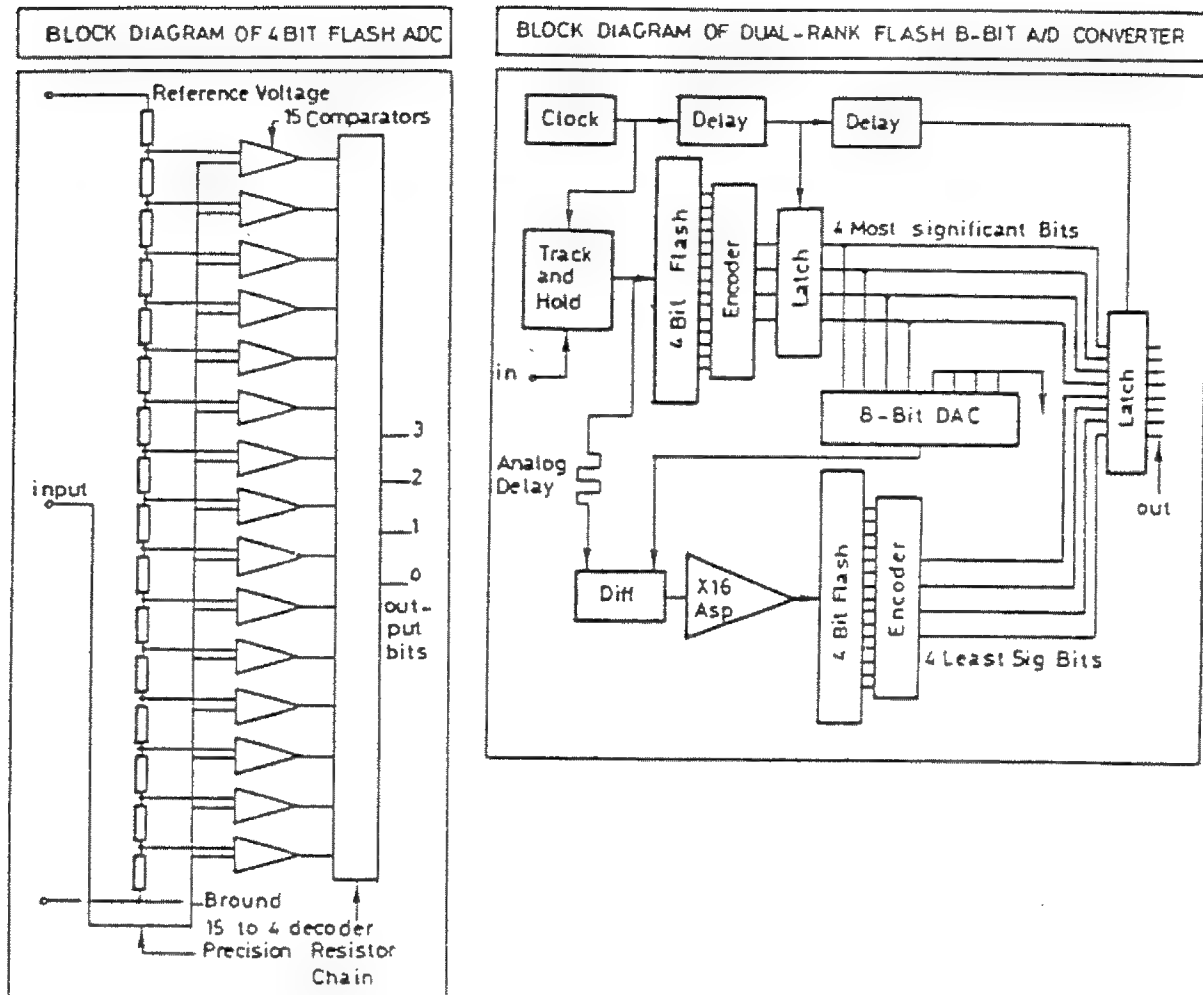 BLOCK DIAGRAM OF 4 BIT FLASH ADC
Reference Voltage
15 Comparators
input
3
2
1
0
out-
put
bits
Bround
15 to 4 decoder
Precision Resistor
Chain
BLOCK DIAGRAM OF DUAL-RANK FLASH B-BIT A/D CONVERTER
Clock
Delay
Delay
Track
and
Hold
in
4 Bit Flash
Encoder
Latch
4 Most significant Bits
B-Bit DAC
Latch
out
Analog
Delay
Diff
X16
Asp
4 Bit Flash
Encoder
4 Least Sig Bits